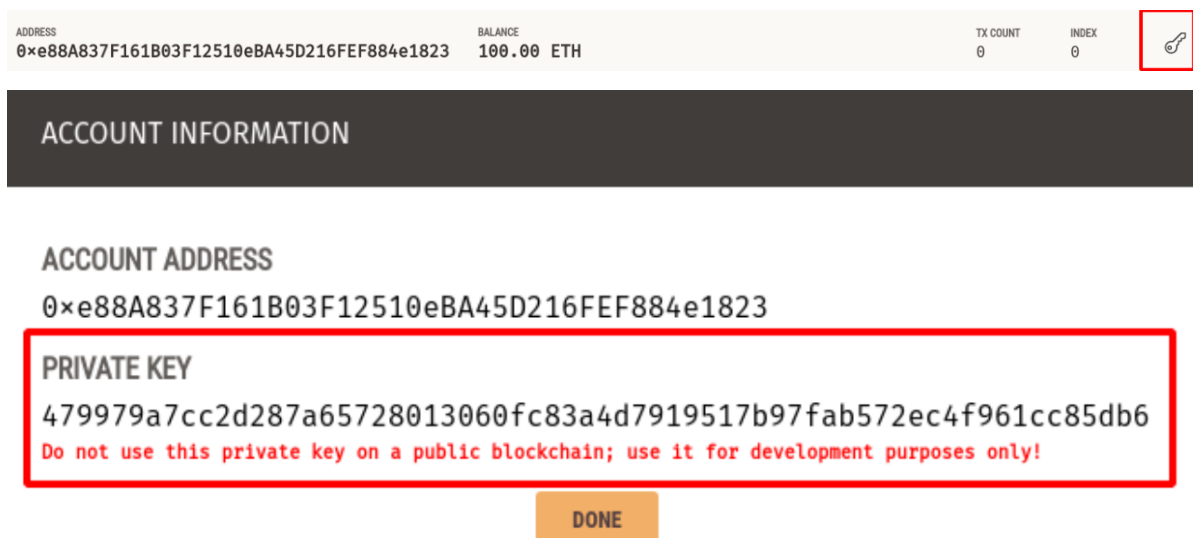 ADDRESS BALANCE TX COUNT INDEX
0×e88A837F161B03F12510eBA45D216FEF884e1823 100.00 ETH 0 0
ACCOUNT INFORMATION
ACCOUNT ADDRESS
0×e88A837F161B03F12510eBA45D216FEF884e1823
PRIVATE KEY
479979a7cc2d287a65728013060fc83a4d7919517b97fab572ec4f961cc85db6
Do not use this private key on a public blockchain; use it for development purposes only!
DONE